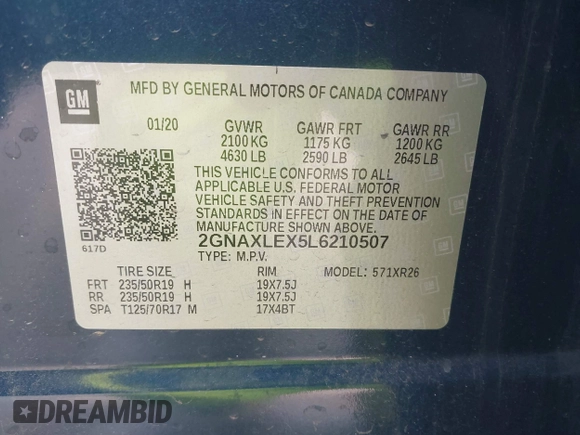 GM
MFD BY GENERAL MOTORS OF CANADA COMPANY
01/20 GVWR GAWR FRT GAWR RR
2100 KG 1175 KG 1200 KG
4630 LB 2590 LB 2645 LB
THIS VEHICLE CONFORMS TO ALL
APPLICABLE U.S. FEDERAL MOTOR
VEHICLE SAFETY AND THEFT PREVENTION
STANDARDS IN EFFECT ON THE DATE OF
MANUFACTURE SHOWN ABOVE.
617D
2GNAXLEX5L6210507
TYPE: M.P.V.
TIRE SIZE RIM MODEL: 571XR26
FRT 235/50R19 H 19X7.5J
RR 235/50R19 H 19X7.5J
SPA T125/70R17 M 17X4BT
DREAMBID